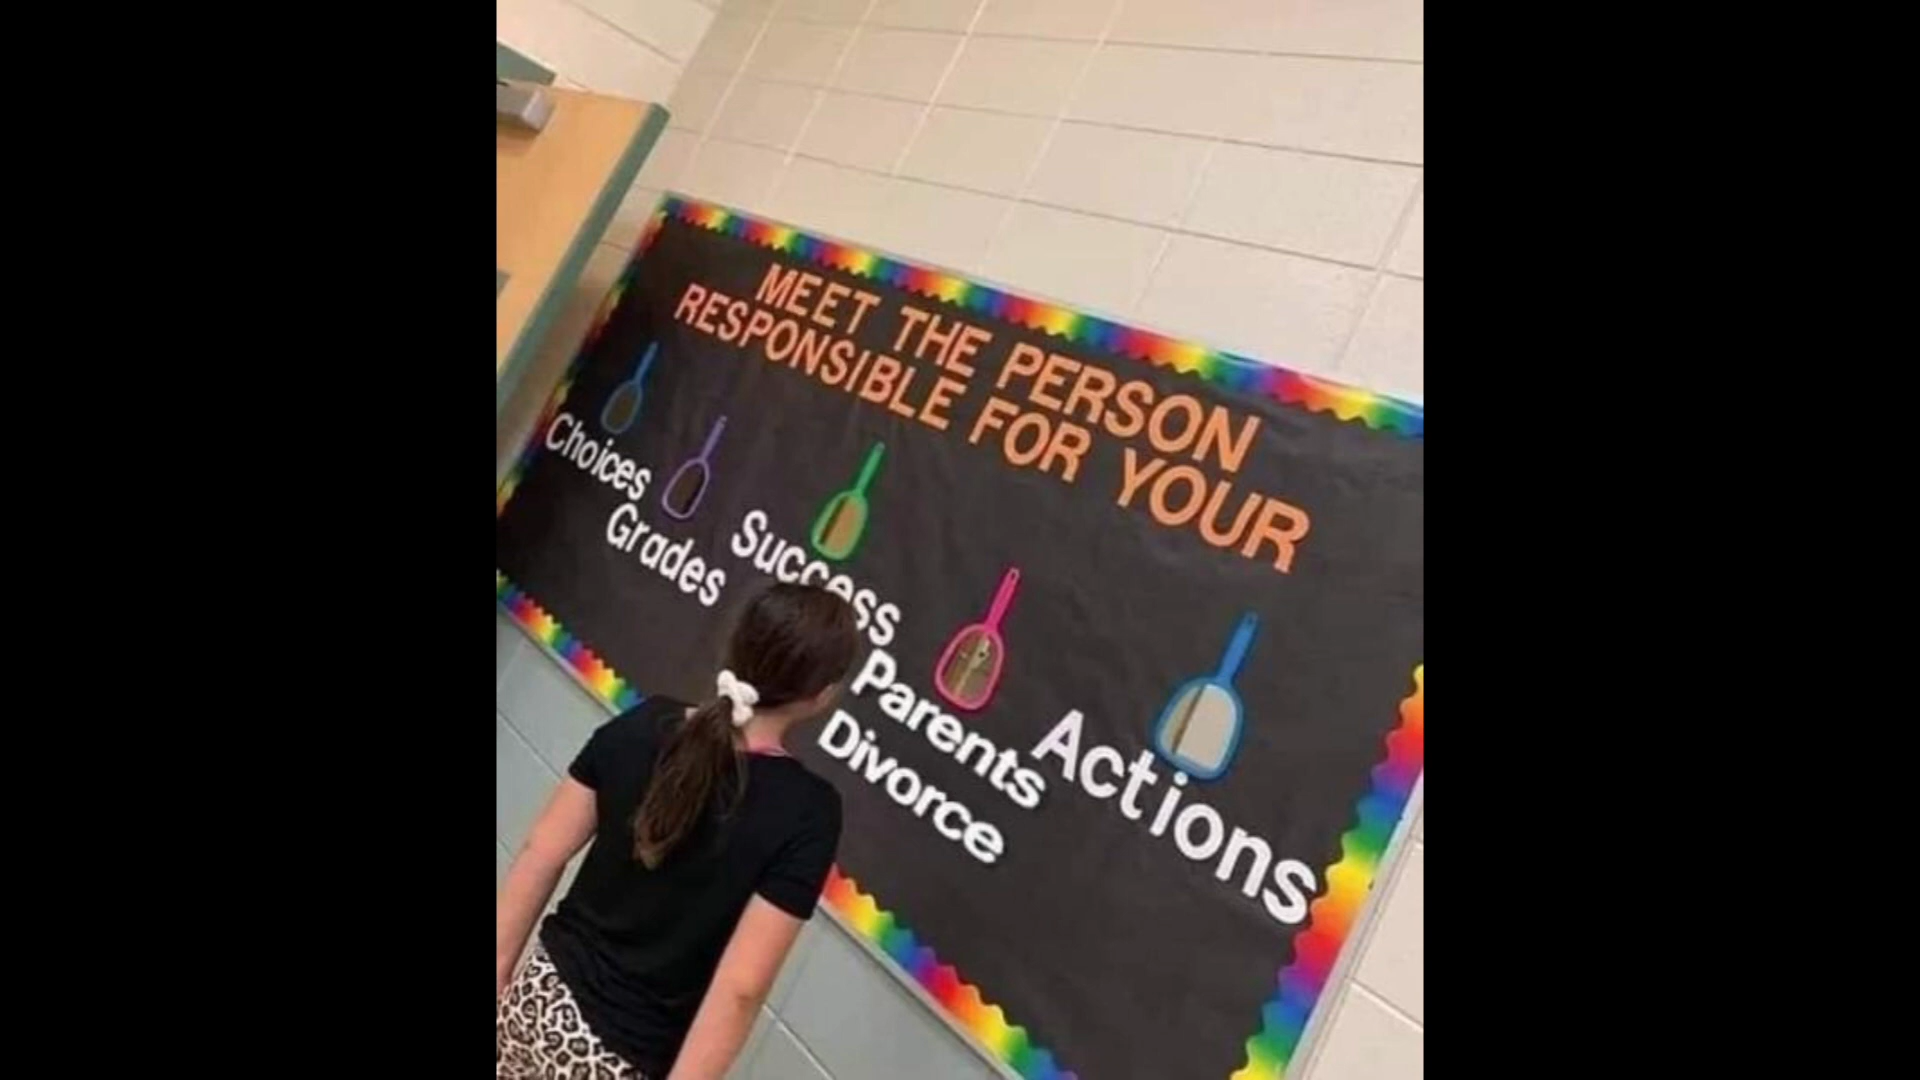 MEET THE PERSON
RESPONSIBLE FOR YOUR
Choices
Grades
Success
Parents
Divorce
Actions